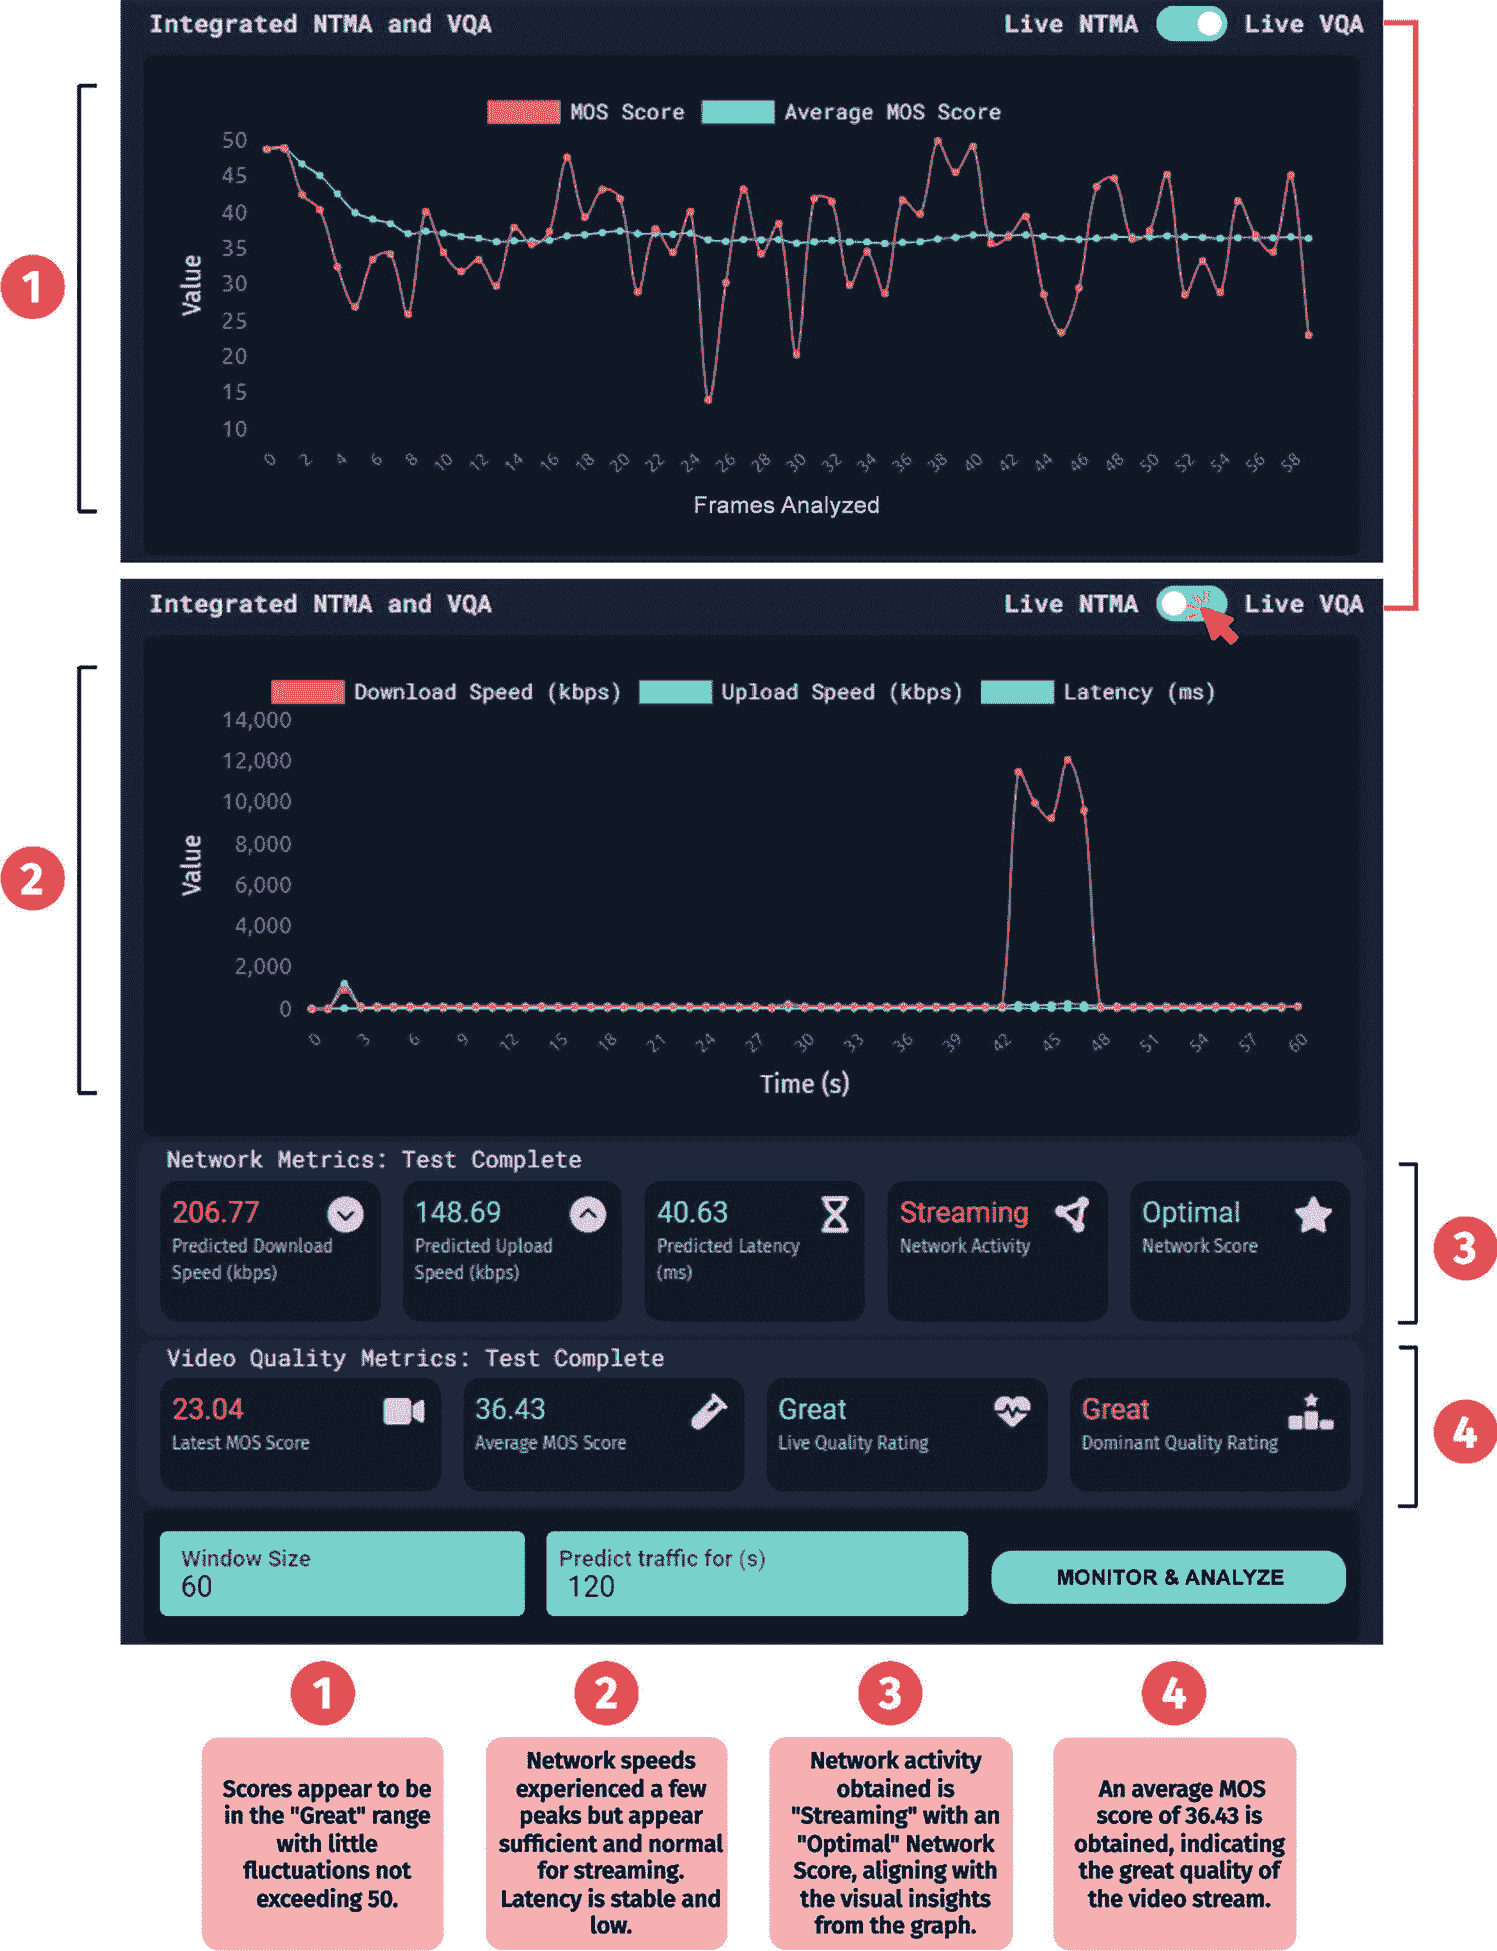 Integrated NTMA and VQA
Live NTMA
Live VQA
MOS Score
Average MOS Score
50
45
40
35
30
25
20
15
10
Value
0 2 4 6 8 10 12 14 16 18 20 22 24 26 28 30 32 34 36 38 40 42 44 46 48 50 52 54 56 58
Frames Analyzed
1
Integrated NTMA and VQA
Live NTMA
Live VQA
Download Speed (kbps)
Upload Speed (kbps)
Latency (ms)
14,000
12,000
10,000
8,000
6,000
4,000
2,000
0
Value
0 3 6 9 12 15 18 21 24 27 30 33 36 39 42 45 48 51 54 57 60
Time (s)
2
Network Metrics: Test Complete
206.77
Predicted Download
Speed (kbps)
148.69
Predicted Upload
Speed (kbps)
40.63
Predicted Latency
(ms)
Streaming
Network Activity
Optimal
Network Score
3
Video Quality Metrics: Test Complete
23.04
Latest MOS Score
36.43
Average MOS Score
Great
Live Quality Rating
Great
Dominant Quality Rating
4
Window Size
60
Predict traffic for (s)
120
MONITOR & ANALYZE
1
Scores appear to be
in the "Great" range
with little
fluctuations not
exceeding 50.
2
Network speeds
experienced a few
peaks but appear
sufficient and normal
for streaming.
Latency is stable and
low.
3
Network activity
obtained is
"Streaming" with an
"Optimal" Network
Score, aligning with
the visual insights
from the graph.
4
An average MOS
score of 36.43 is
obtained, indicating
the great quality of
the video stream.